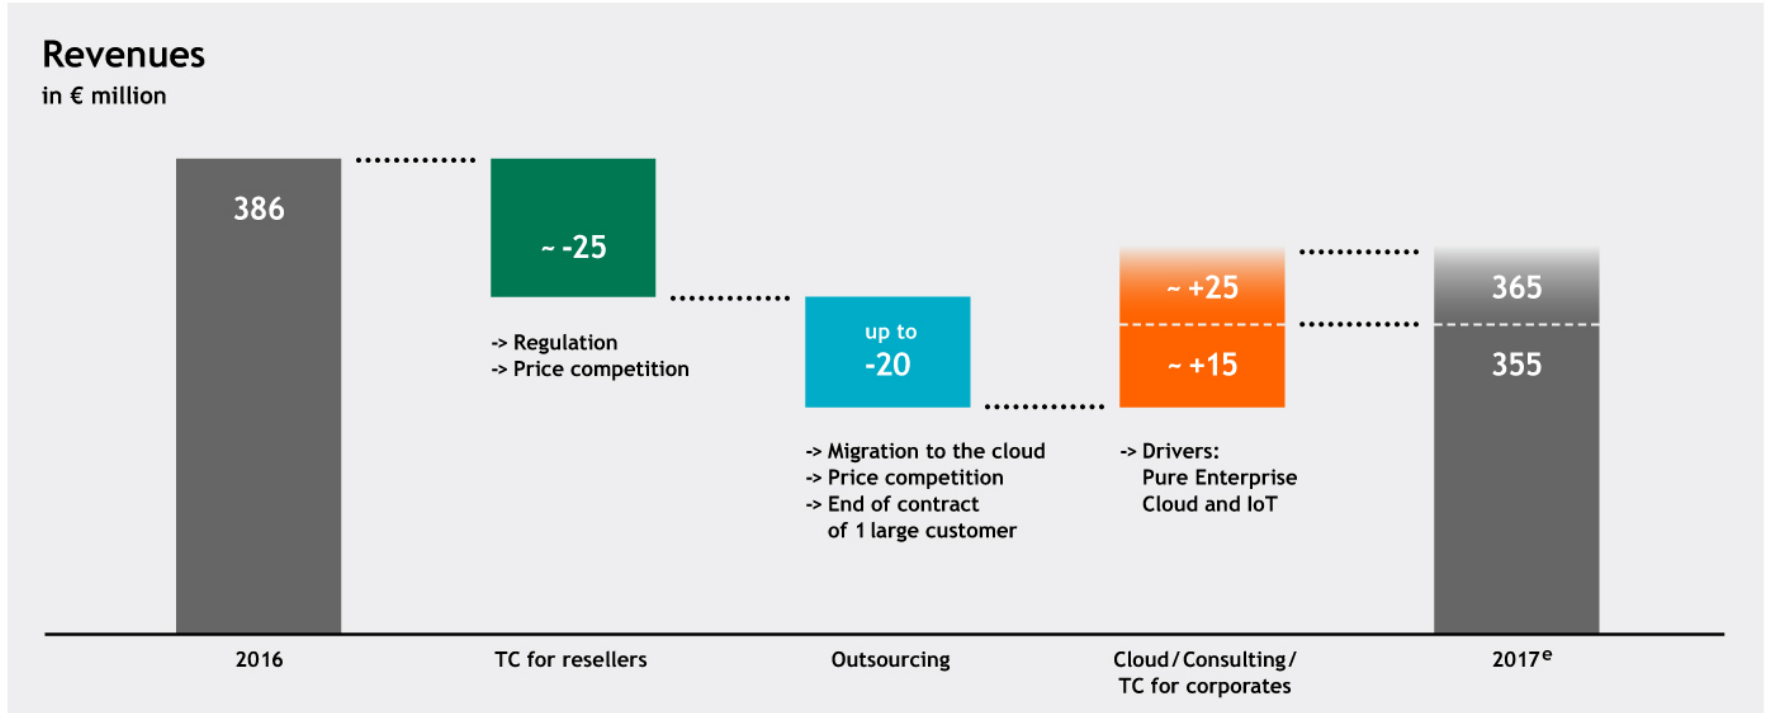 Revenues
in € million
386
~ -25
-> Regulation
-> Price competition
up to
-20
-> Migration to the cloud
-> Price competition
-> End of contract
of 1 large customer
~ +25
~ +15
-> Drivers:
Pure Enterprise
Cloud and IoT
365
355
2016
TC for resellers
Outsourcing
Cloud/Consulting/
TC for corporates
2017ᵉ